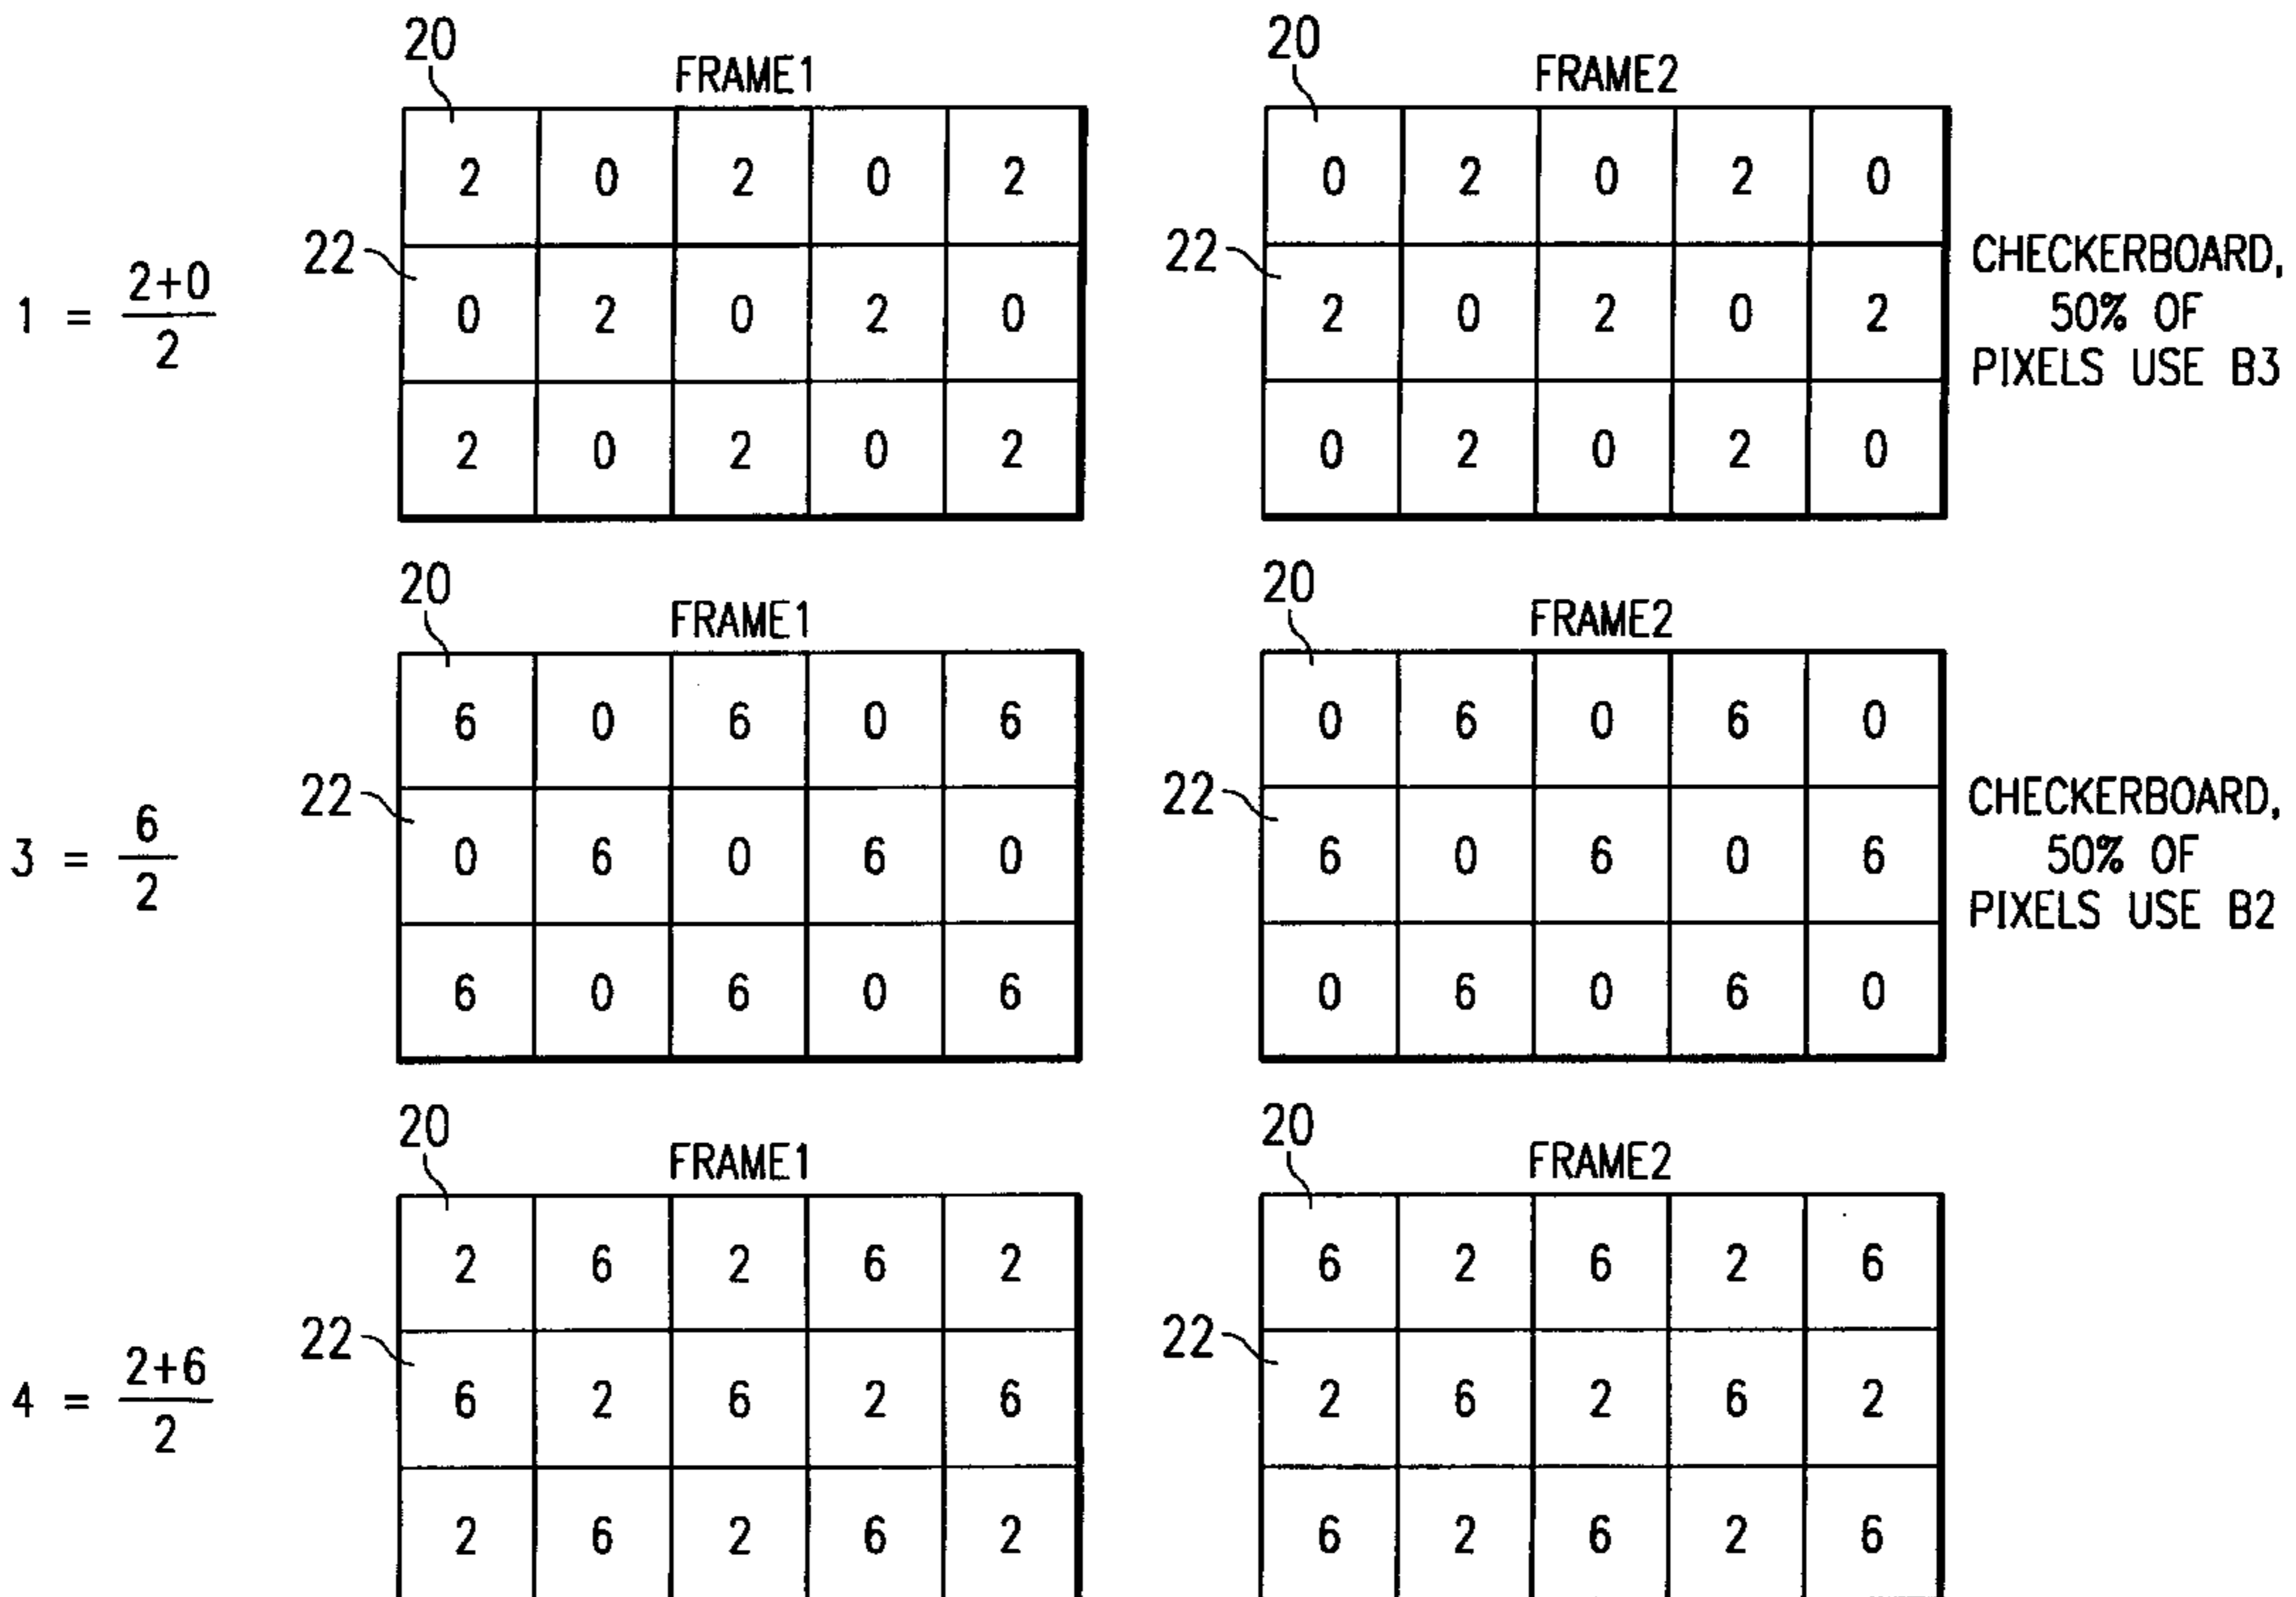 20 FRAME1 20 FRAME2
2 0 2 0 2 0 2 0 2 0
1 = 2+0 / 2 22 0 2 0 2 0 22 2 0 2 0 2 CHECKERBOARD,
50% OF
PIXELS USE B3
2 0 2 0 2 0 2 0 2 0
20 FRAME1 20 FRAME2
6 0 6 0 6 0 6 0 6 0
3 = 6 / 2 22 0 6 0 6 0 22 6 0 6 0 6 CHECKERBOARD,
50% OF
PIXELS USE B2
6 0 6 0 6 0 6 0 6 0
20 FRAME1 20 FRAME2
2 6 2 6 2 6 2 6 2 6
4 = 2+6 / 2 22 6 2 6 2 6 22 2 6 2 6 2
2 6 2 6 2 6 2 6 2 6